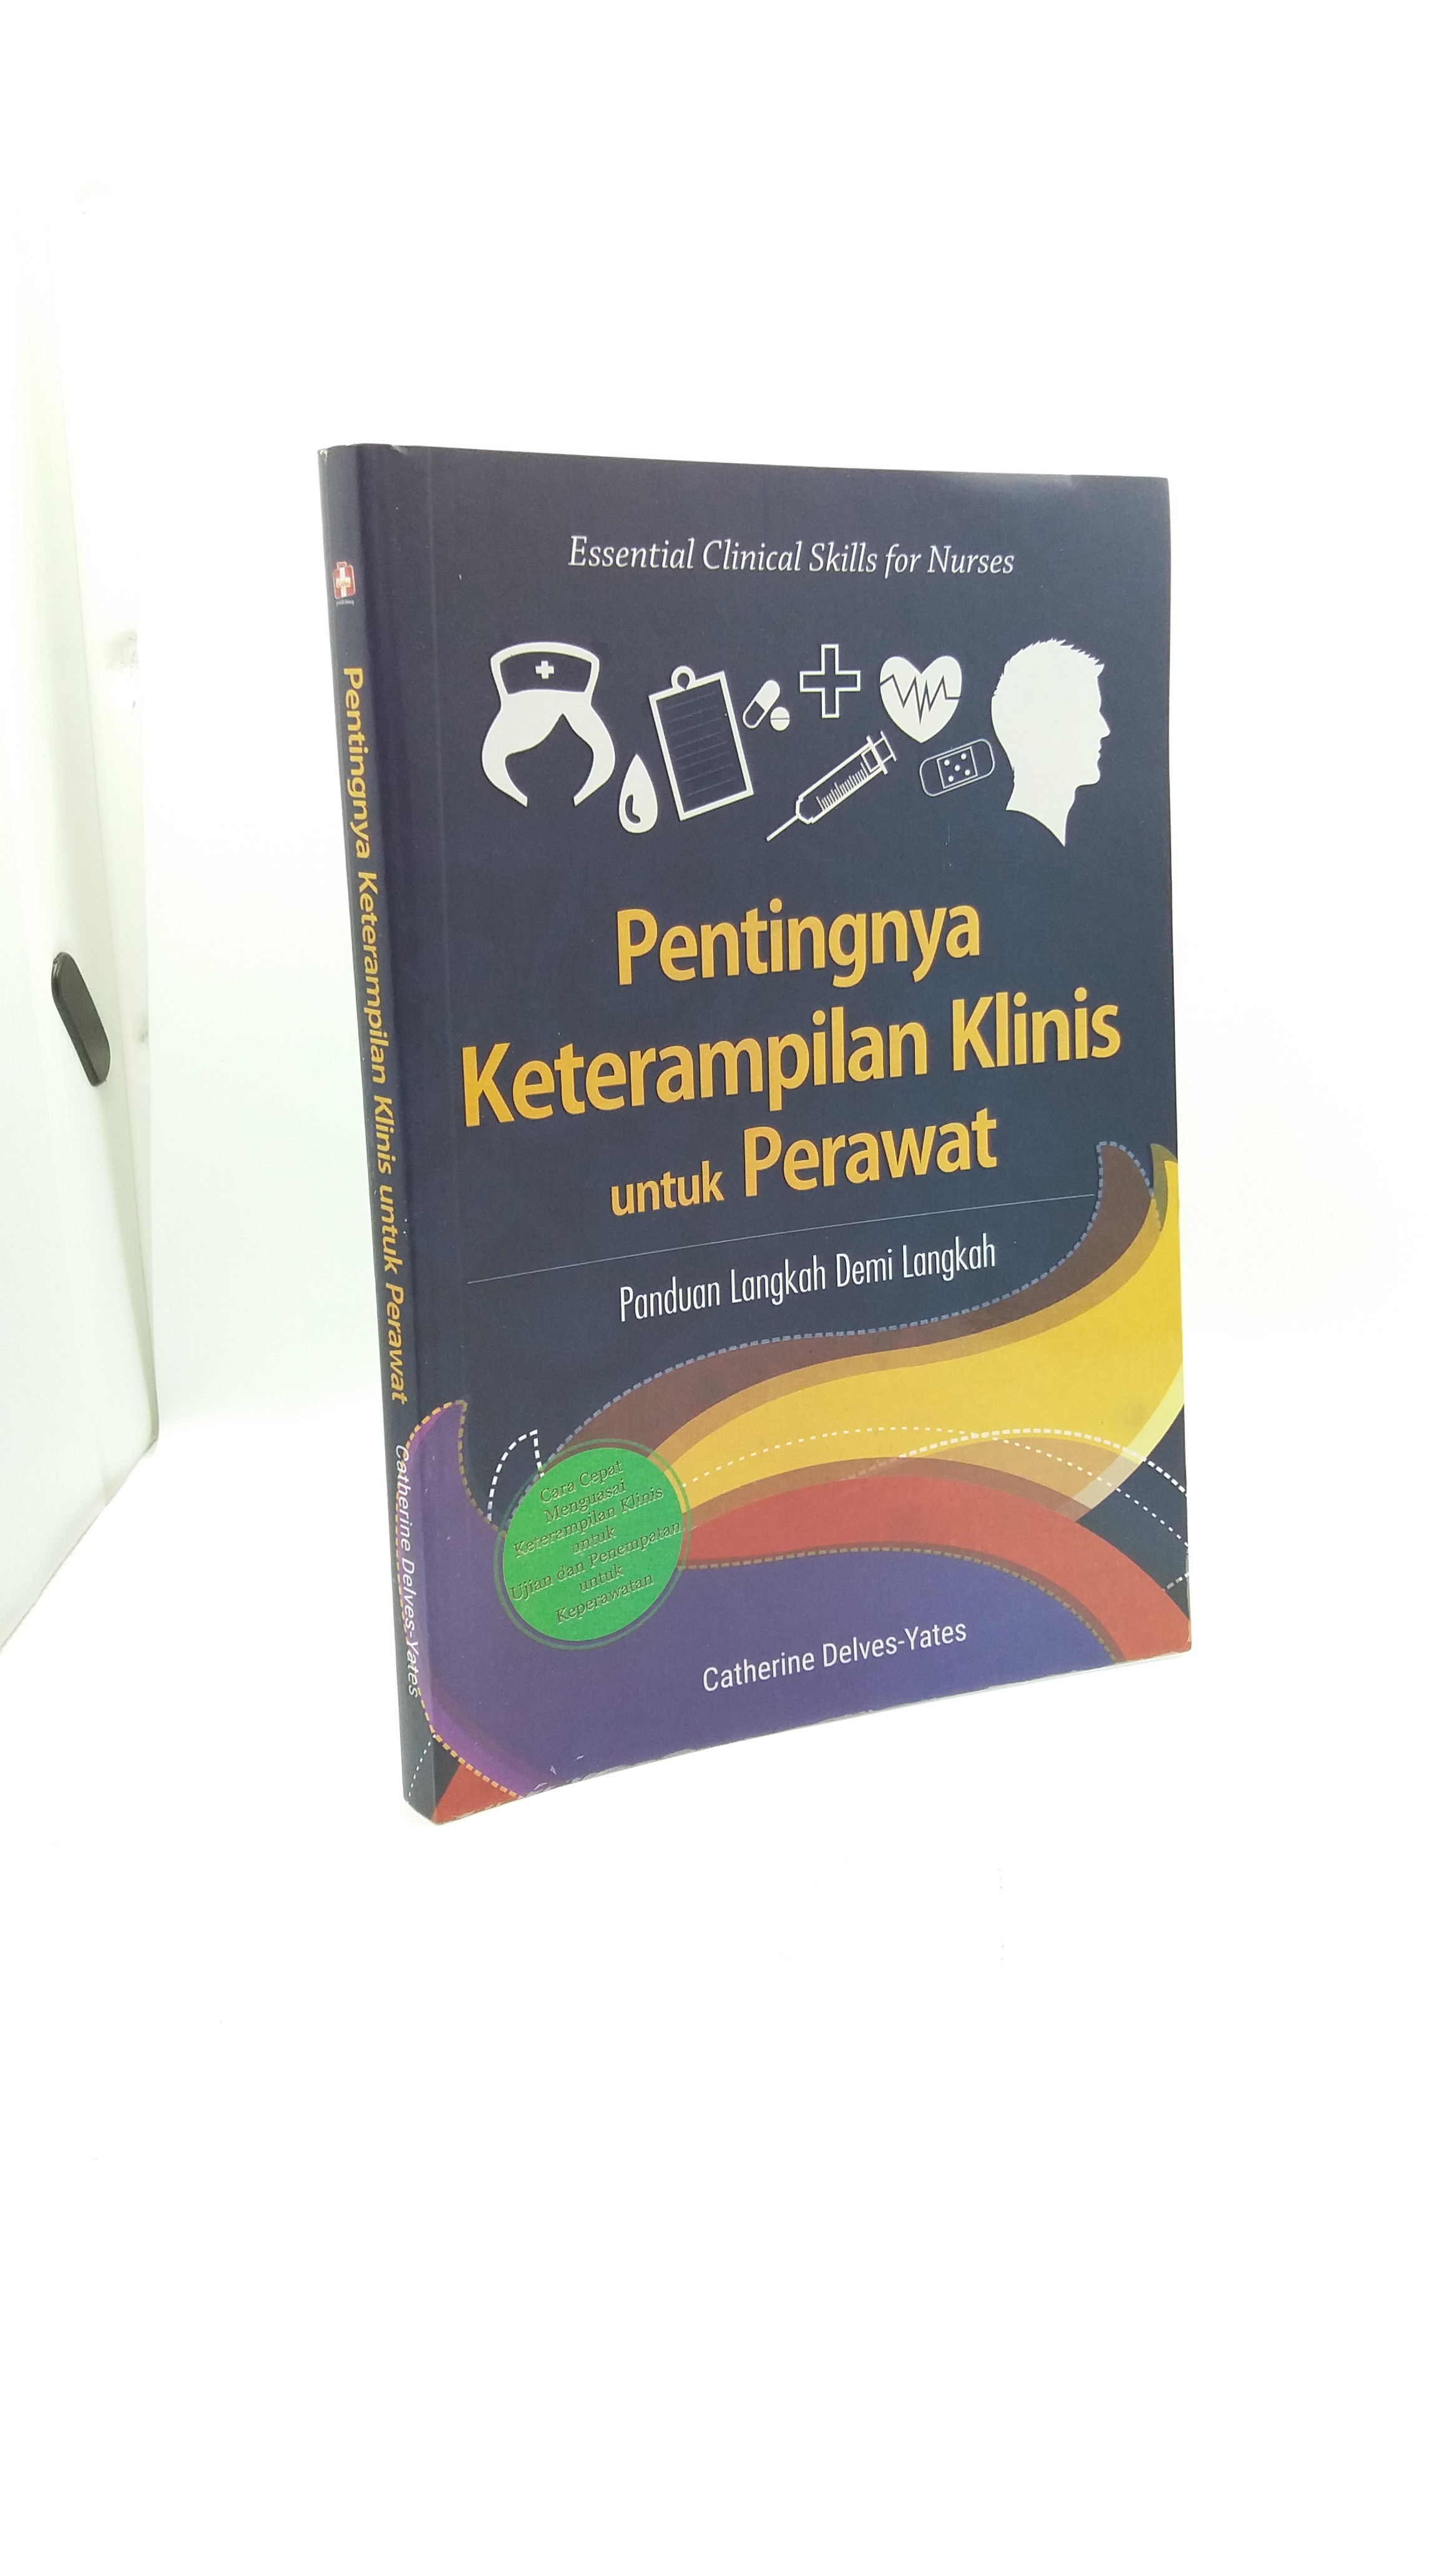 Essential Clinical Skills for Nurses
Pentingnya
Keterampilan Klinis
untuk Perawat
Panduan Langkah Demi Langkah
Cara Cepat
Menguasai
Keterampilan Klinis
untuk
Ujian dan Penempatan
untuk
Keperawatan
Catherine Delves-Yates
Pentingnya Keterampilan Klinis untuk Perawat
Catherine Delves-Yates